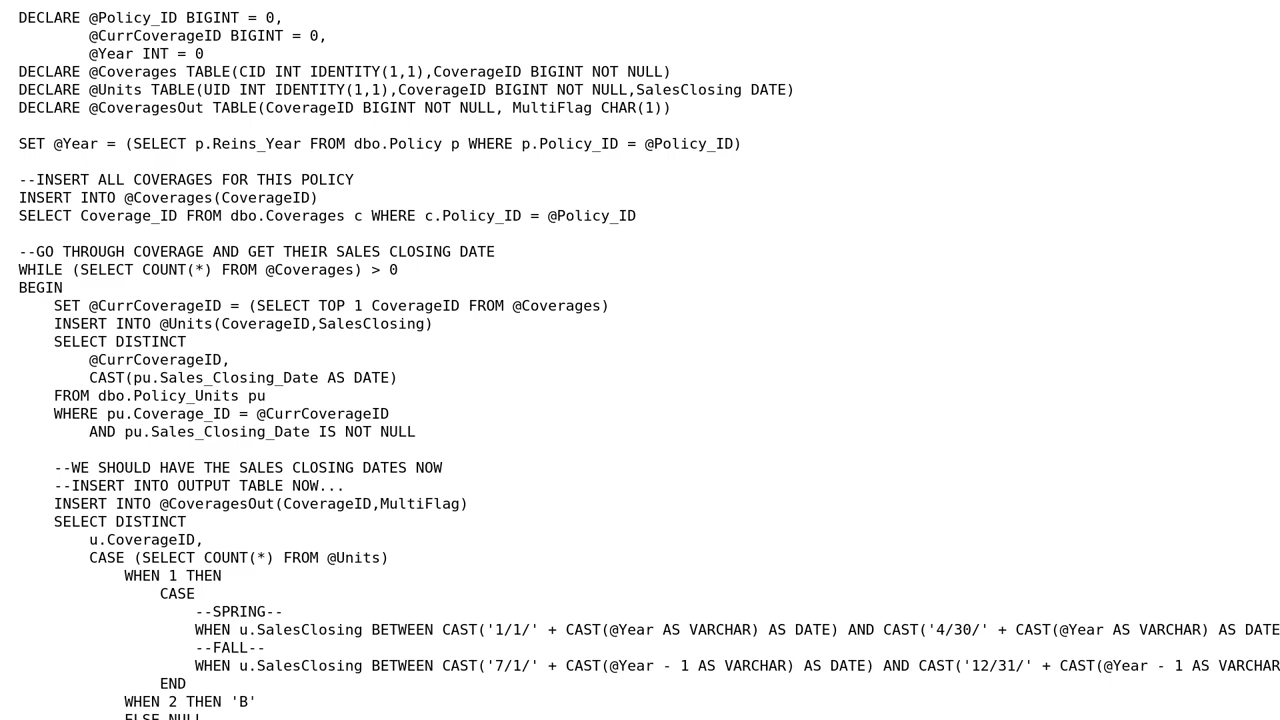 DECLARE @Policy_ID BIGINT = 0,
        @CurrCoverageID BIGINT = 0,
        @Year INT = 0
DECLARE @Coverages TABLE(CID INT IDENTITY(1,1),CoverageID BIGINT NOT NULL)
DECLARE @Units TABLE(UID INT IDENTITY(1,1),CoverageID BIGINT NOT NULL,SalesClosing DATE)
DECLARE @CoveragesOut TABLE(CoverageID BIGINT NOT NULL, MultiFlag CHAR(1))

SET @Year = (SELECT p.Reins_Year FROM dbo.Policy p WHERE p.Policy_ID = @Policy_ID)

--INSERT ALL COVERAGES FOR THIS POLICY
INSERT INTO @Coverages(CoverageID)
SELECT Coverage_ID FROM dbo.Coverages c WHERE c.Policy_ID = @Policy_ID

--GO THROUGH COVERAGE AND GET THEIR SALES CLOSING DATE
WHILE (SELECT COUNT(*) FROM @Coverages) > 0
BEGIN
    SET @CurrCoverageID = (SELECT TOP 1 CoverageID FROM @Coverages)
    INSERT INTO @Units(CoverageID,SalesClosing)
    SELECT DISTINCT
        @CurrCoverageID,
        CAST(pu.Sales_Closing_Date AS DATE)
    FROM dbo.Policy_Units pu
    WHERE pu.Coverage_ID = @CurrCoverageID
        AND pu.Sales_Closing_Date IS NOT NULL

    --WE SHOULD HAVE THE SALES CLOSING DATES NOW
    --INSERT INTO OUTPUT TABLE NOW...
    INSERT INTO @CoveragesOut(CoverageID,MultiFlag)
    SELECT DISTINCT
        u.CoverageID,
        CASE (SELECT COUNT(*) FROM @Units)
            WHEN 1 THEN
                CASE
                    --SPRING--
                    WHEN u.SalesClosing BETWEEN CAST('1/1/' + CAST(@Year AS VARCHAR) AS DATE) AND CAST('4/30/' + CAST(@Year AS VARCHAR) AS DATE
                    --FALL--
                    WHEN u.SalesClosing BETWEEN CAST('7/1/' + CAST(@Year - 1 AS VARCHAR) AS DATE) AND CAST('12/31/' + CAST(@Year - 1 AS VARCHAR
                END
            WHEN 2 THEN 'B'
            ELSE NULL